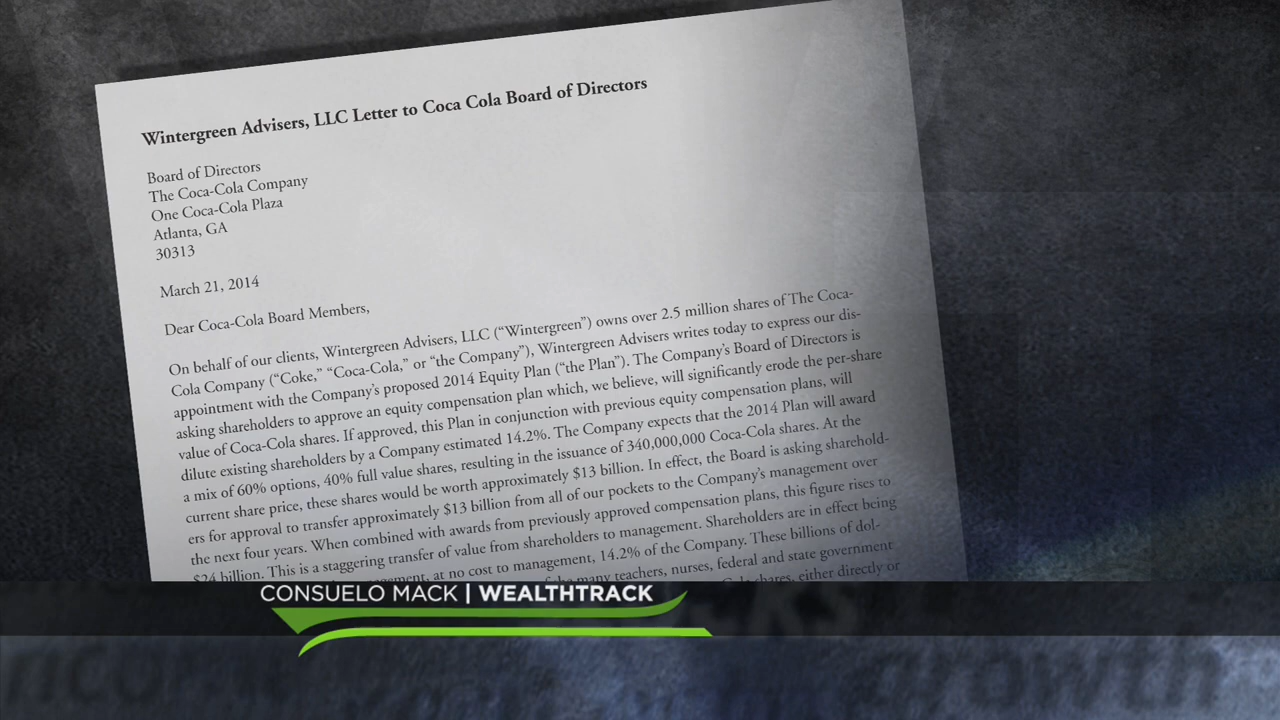 Wintergreen Advisers, LLC Letter to Coca Cola Board of Directors
Board of Directors
The Coca-Cola Company
One Coca-Cola Plaza
Atlanta, GA
30313
March 21, 2014
Dear Coca-Cola Board Members,
On behalf of our clients, Wintergreen Advisers, LLC (“Wintergreen”) owns over 2.5 million shares of The Coca-
Cola Company (“Coke,” “Coca-Cola,” or “the Company”), Wintergreen Advisers writes today to express our dis-
appointment with the Company’s proposed 2014 Equity Plan (“the Plan”). The Company’s Board of Directors is
asking shareholders to approve an equity compensation plan which, we believe, will significantly erode the per-share
value of Coca-Cola shares. If approved, this Plan in conjunction with previous equity compensation plans, will
dilute existing shareholders by a Company estimated 14.2%. The Company expects that the 2014 Plan will award
a mix of 60% options, 40% full value shares, resulting in the issuance of 340,000,000 Coca-Cola shares. At the
current share price, these shares would be worth approximately $13 billion. In effect, the Board is asking sharehold-
ers for approval to transfer approximately $13 billion from all of our pockets to the Company’s management over
the next four years. When combined with awards from previously approved compensation plans, this figure rises to
$24 billion. This is a staggering transfer of value from shareholders to management. Shareholders are in effect being
at no cost to management, 14.2% of the Company. These billions of dol-
many teachers, nurses, federal and state government
shares, either directly or
CONSUELO MACK | WEALTHTRACK
growth